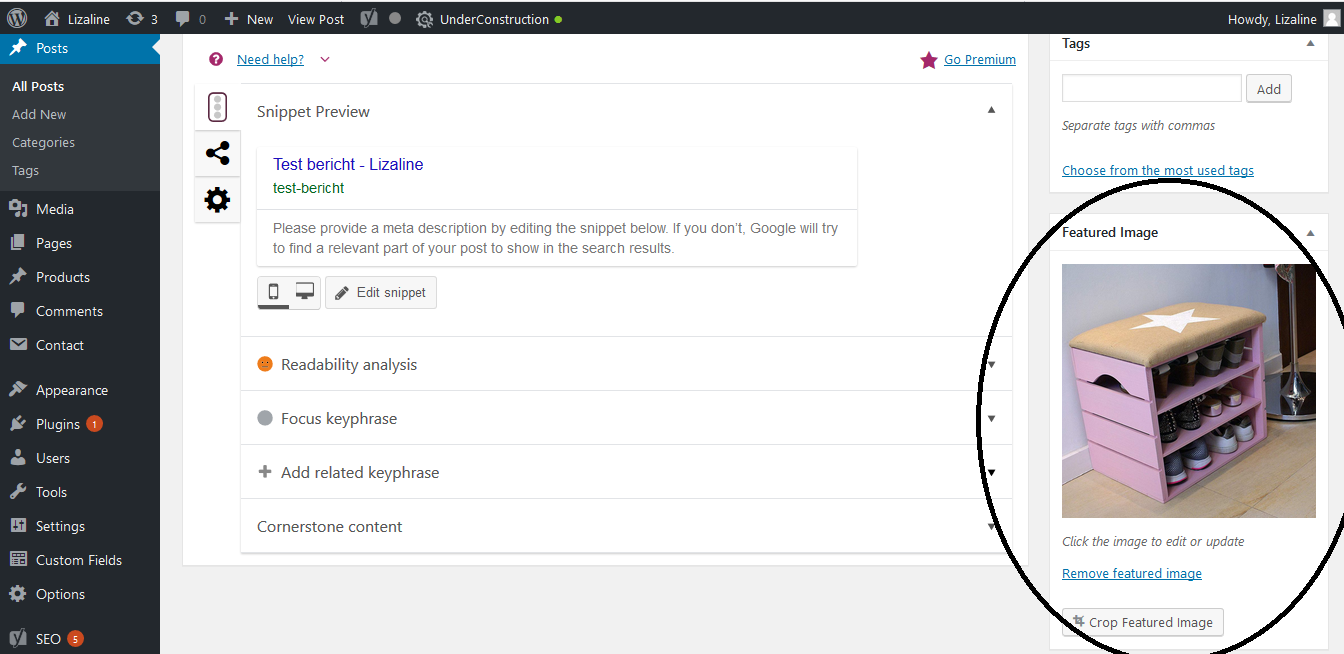 Lizaline
3
0
New
View Post
UnderConstruction
Howdy, Lizaline
Posts
All Posts
Add New
Categories
Tags
Media
Pages
Products
Comments
Contact
Appearance
Plugins 1
Users
Tools
Settings
Custom Fields
Options
SEO 5
Need help?
Go Premium
Snippet Preview
Test bericht - Lizaline
test-bericht
Please provide a meta description by editing the snippet below. If you don't, Google will try
to find a relevant part of your post to show in the search results.
Edit snippet
Readability analysis
Focus keyphrase
Add related keyphrase
Cornerstone content
Tags
Add
Separate tags with commas
Choose from the most used tags
Featured Image
Click the image to edit or update
Remove featured image
Crop Featured Image